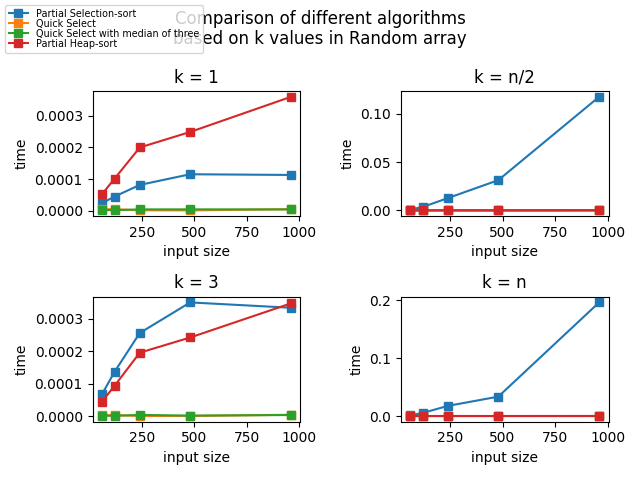 Comparison of different algorithms
based on k values in Random array
Partial Selection-sort
Quick Select
Quick Select with median of three
Partial Heap-sort
k = 1
0.0003
0.0002
0.0001
0.0000
time
250
500
750
1000
input size
k = n/2
0.10
0.05
0.00
time
250
500
750
1000
input size
k = 3
0.0003
0.0002
0.0001
0.0000
time
250
500
750
1000
input size
k = n
0.2
0.1
0.0
time
250
500
750
1000
input size